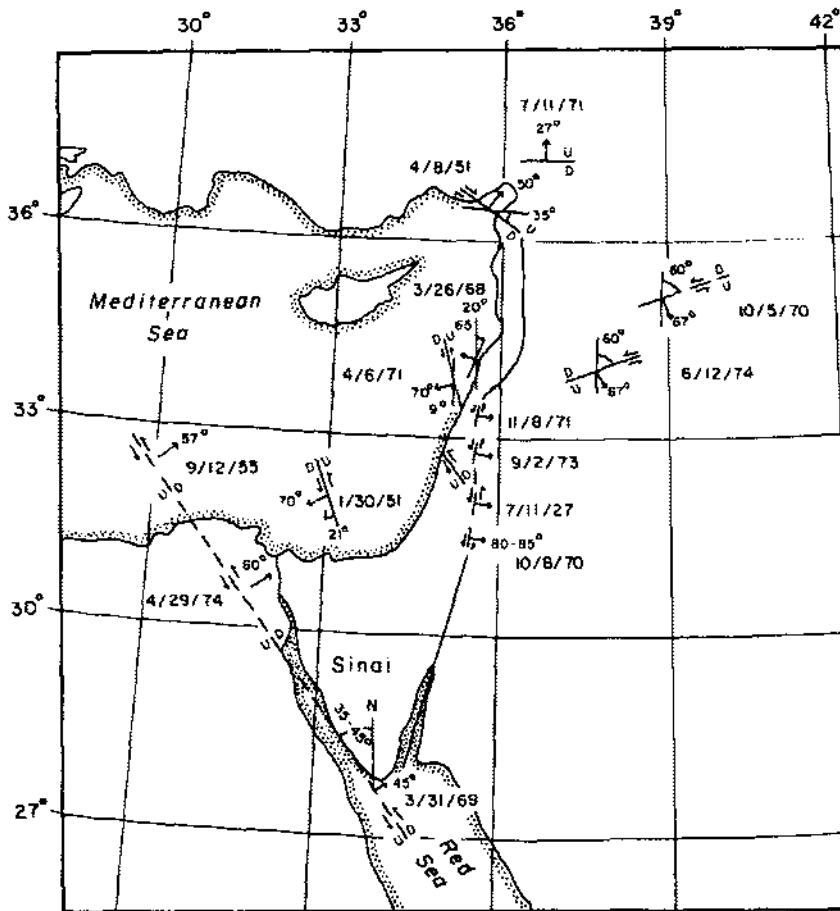 30° 33° 36° 39° 42°
7/11/71
27°
U
D
4/8/51
50°
36°
35°
D U
Mediterranean
Sea
3/26/68
20°
65
60°
D
U
67°
10/5/70
D U
4/6/71
60°
D
U
67°
6/12/74
70°
9°
33°
11/8/71
57°
9/12/55
U D
D U
70°
1/30/51
21°
U D
9/2/73
7/11/27
80-85°
10/8/70
60°
4/29/74
30°
U D
Sinai
N
35-45°
45°
3/31/69
27°
U D
Red
Sea